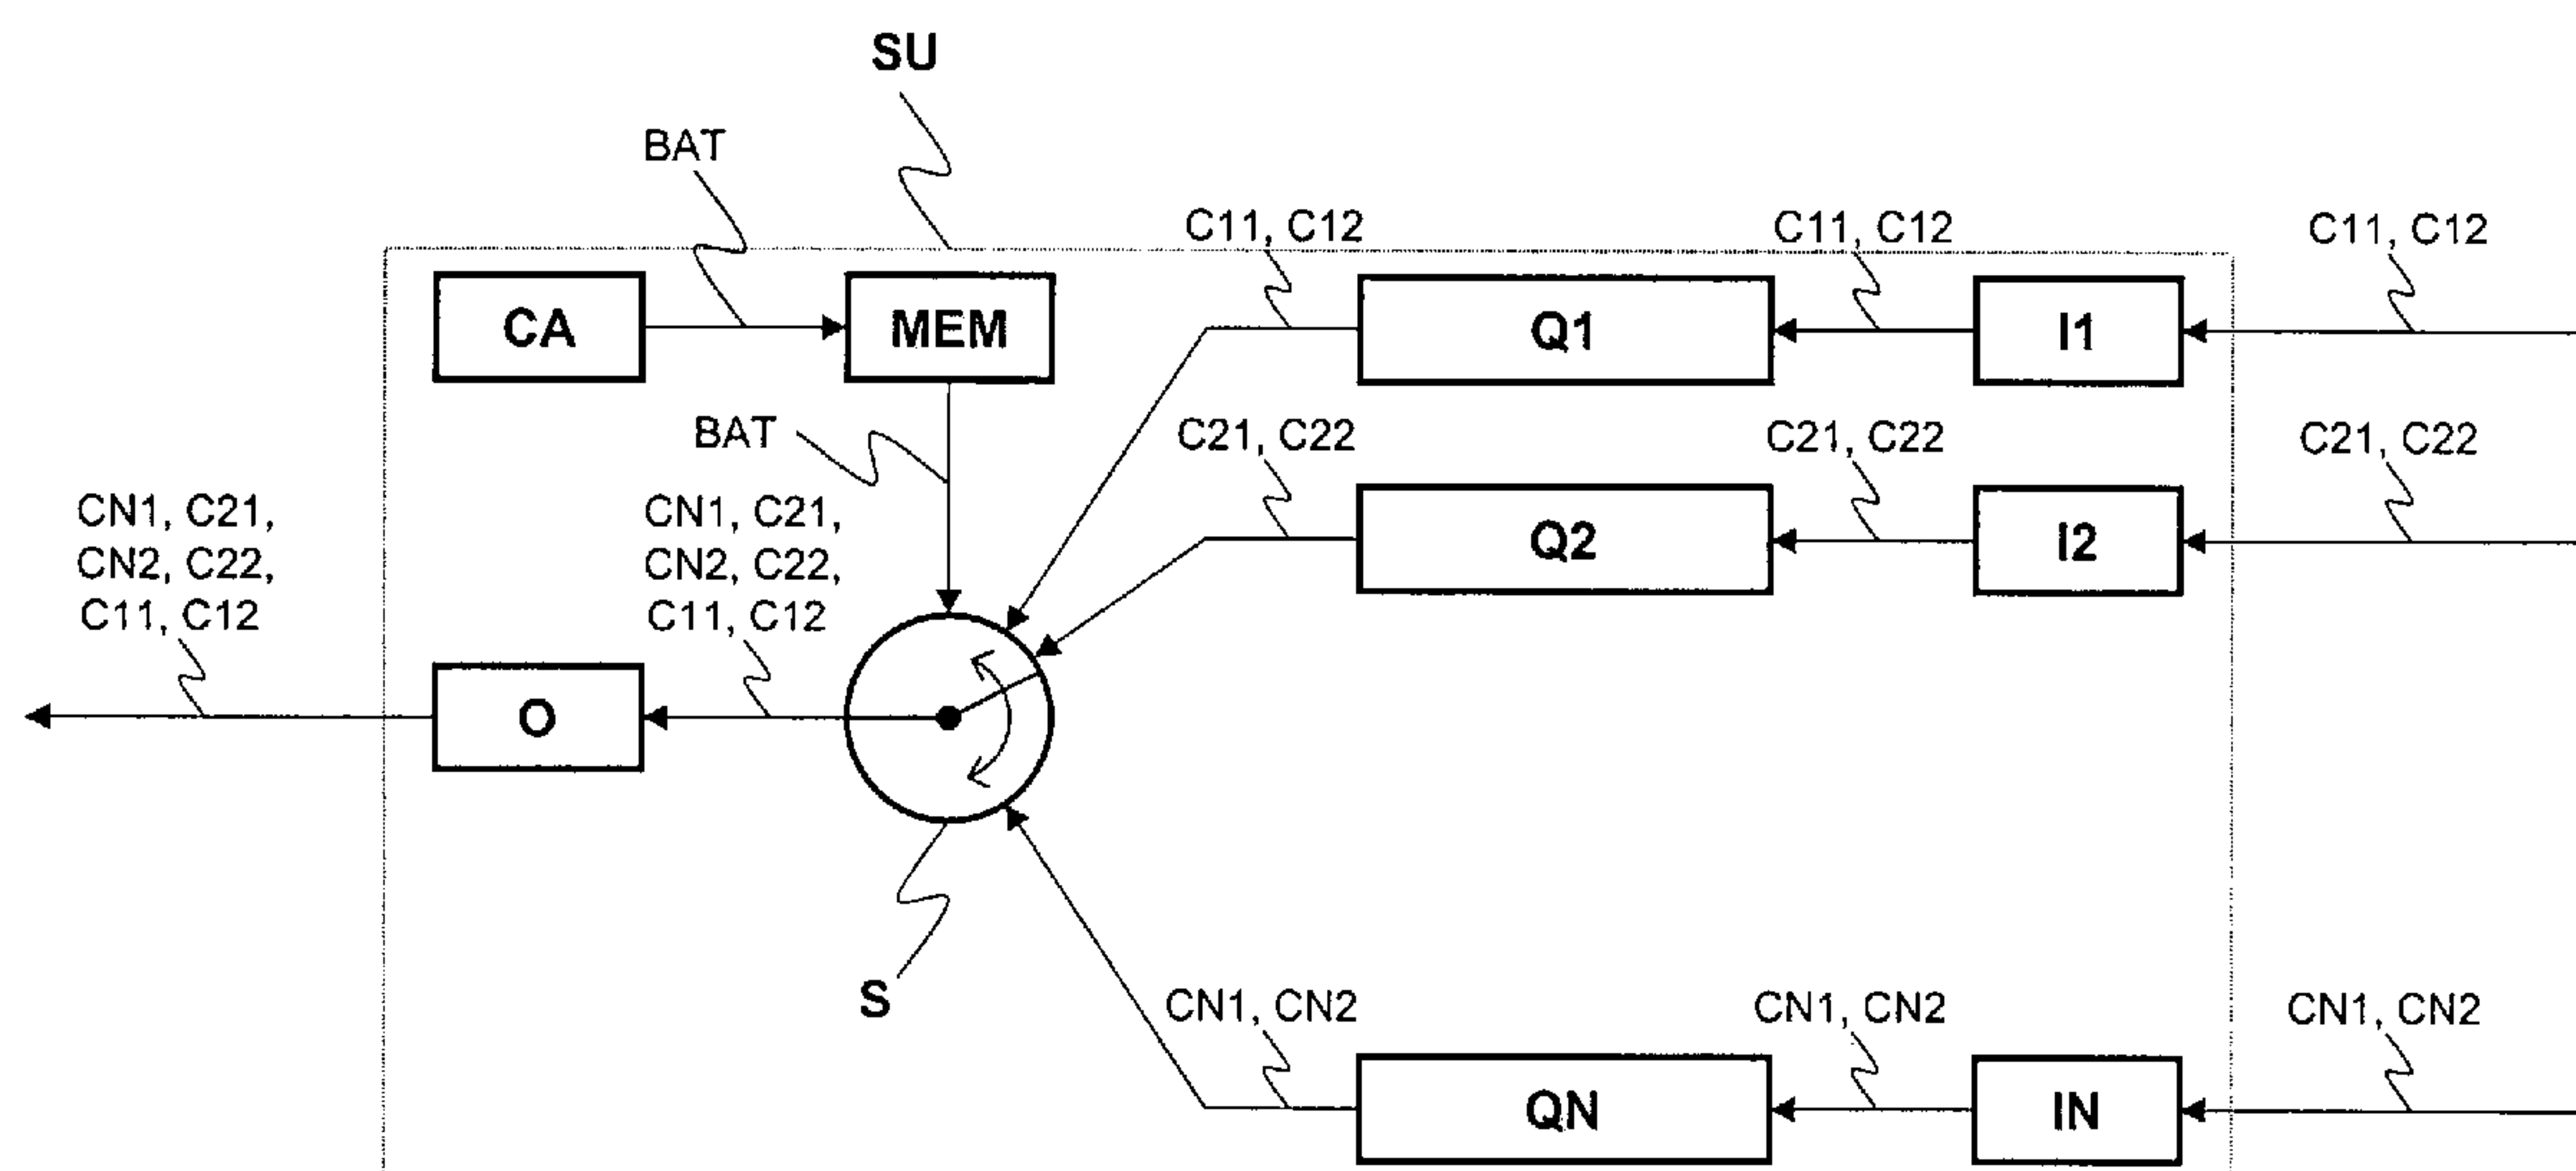 SU
BAT
C11, C12
C11, C12
C11, C12
CA
MEM
Q1
I1
BAT
C21, C22
C21, C22
C21, C22
CN1, C21,
CN2, C22,
C11, C12
CN1, C21,
CN2, C22,
C11, C12
Q2
I2
O
S
CN1, CN2
CN1, CN2
CN1, CN2
QN
IN